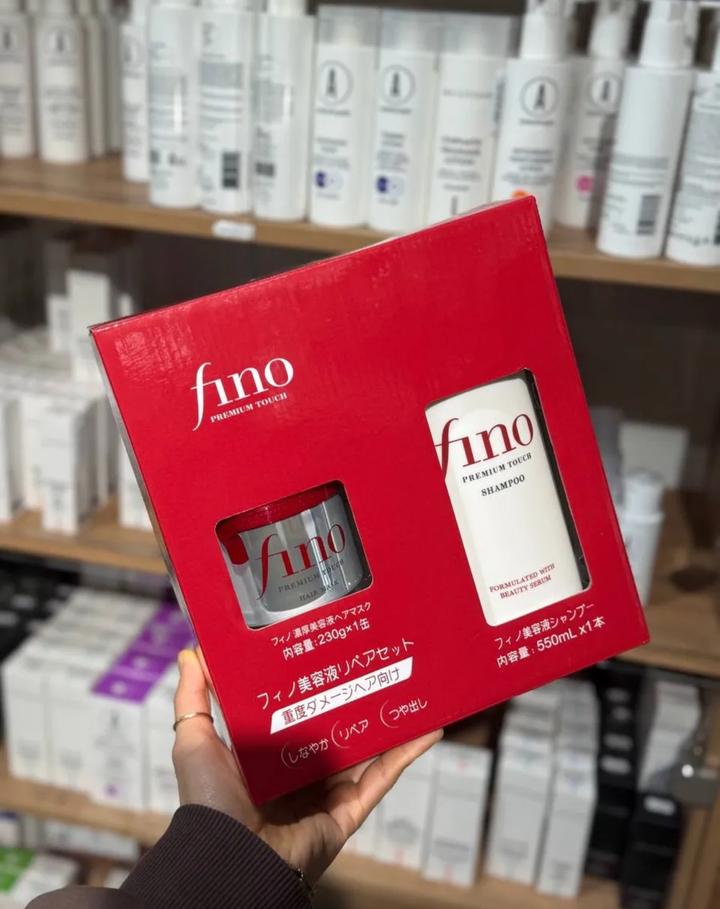 fino
PREMIUM TOUCH
fino
PREMIUM TOUCH
SHAMPOO
FORMULATED WITH
BEAUTY SERUM
fino
PREMIUM TOUCH
HAIR MASK
フィノ濃厚美容液ヘアマスク
内容量:230g×1缶
フィノ美容液シャンプー
内容量:550mL x1本
フィノ美容液リペアセット
重度ダメージヘア向け
しなやか
リペア
つや出し